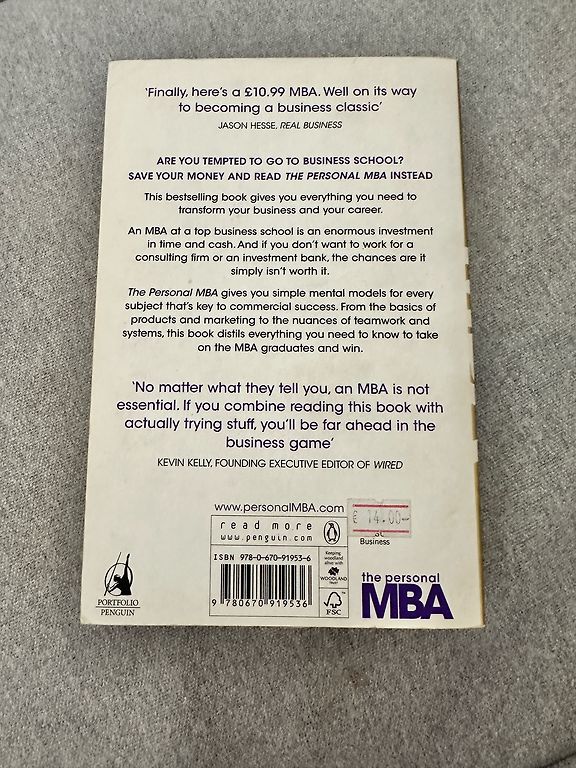 ‘Finally, here's a £10.99 MBA. Well on its way
to becoming a business classic’
JASON HESSE, REAL BUSINESS
ARE YOU TEMPTED TO GO TO BUSINESS SCHOOL?
SAVE YOUR MONEY AND READ THE PERSONAL MBA INSTEAD
This bestselling book gives you everything you need to
transform your business and your career.
An MBA at a top business school is an enormous investment
in time and cash. And if you don't want to work for a
consulting firm or an investment bank, the chances are it
simply isn't worth it.
The Personal MBA gives you simple mental models for every
subject that's key to commercial success. From the basics of
products and marketing to the nuances of teamwork and
systems, this book distils everything you need to know to take
on the MBA graduates and win.
‘No matter what they tell you, an MBA is not
essential. If you combine reading this book with
actually trying stuff, you'll be far ahead in the
business game’
KEVIN KELLY, FOUNDING EXECUTIVE EDITOR OF WIRED
www.personalMBA.com
€ 14.00-
read more
www.penguin.com
Business
ISBN 978-0-670-91953-6
9 780670 919536
Keeping
woodland
alive with
WOODLAND
TRUST
FSC
PORTFOLIO
PENGUIN
the personal
MBA